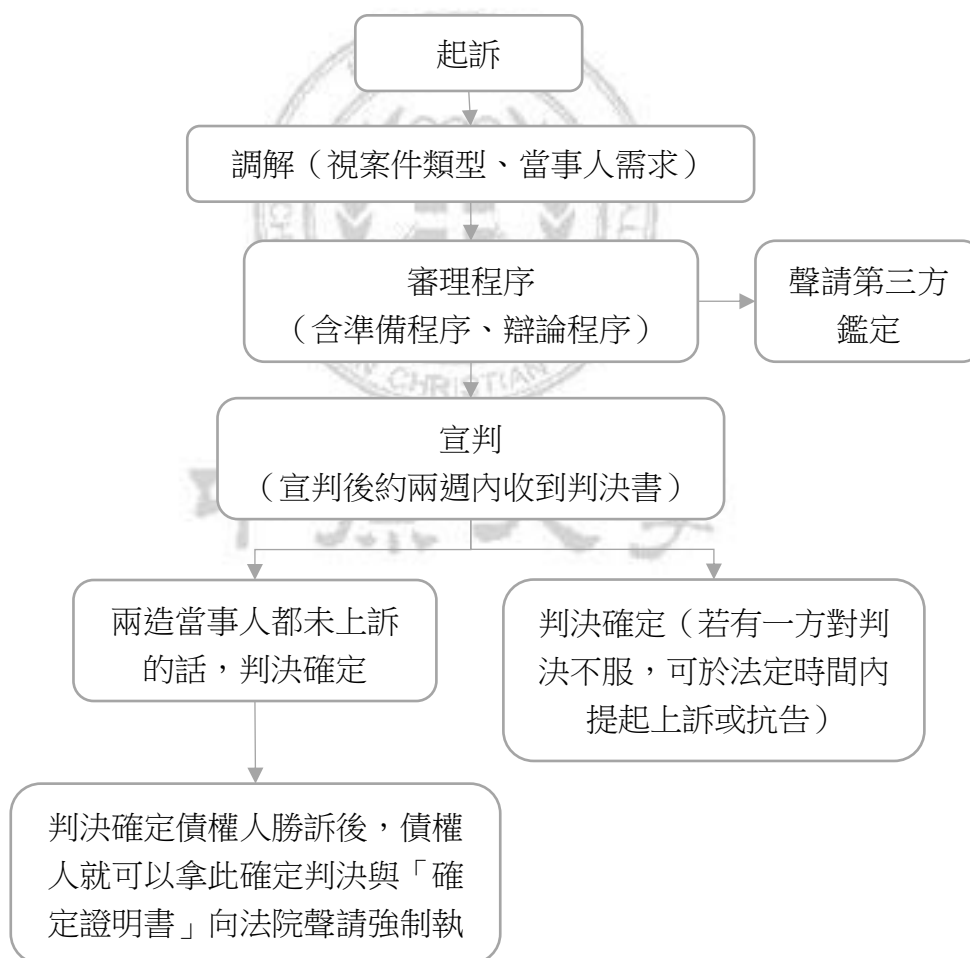 起訴
調解（視案件類型、當事人需求）
審理程序
（含準備程序、辯論程序）
聲請第三方
鑑定
宣判
（宣判後約兩週內收到判決書）
兩造當事人都未上訴
的話，判決確定
判決確定（若有一方對判
決不服，可於法定時間內
提起上訴或抗告）
判決確定債權人勝訴後，債權
人就可以拿此確定判決與「確
定證明書」向法院聲請強制執